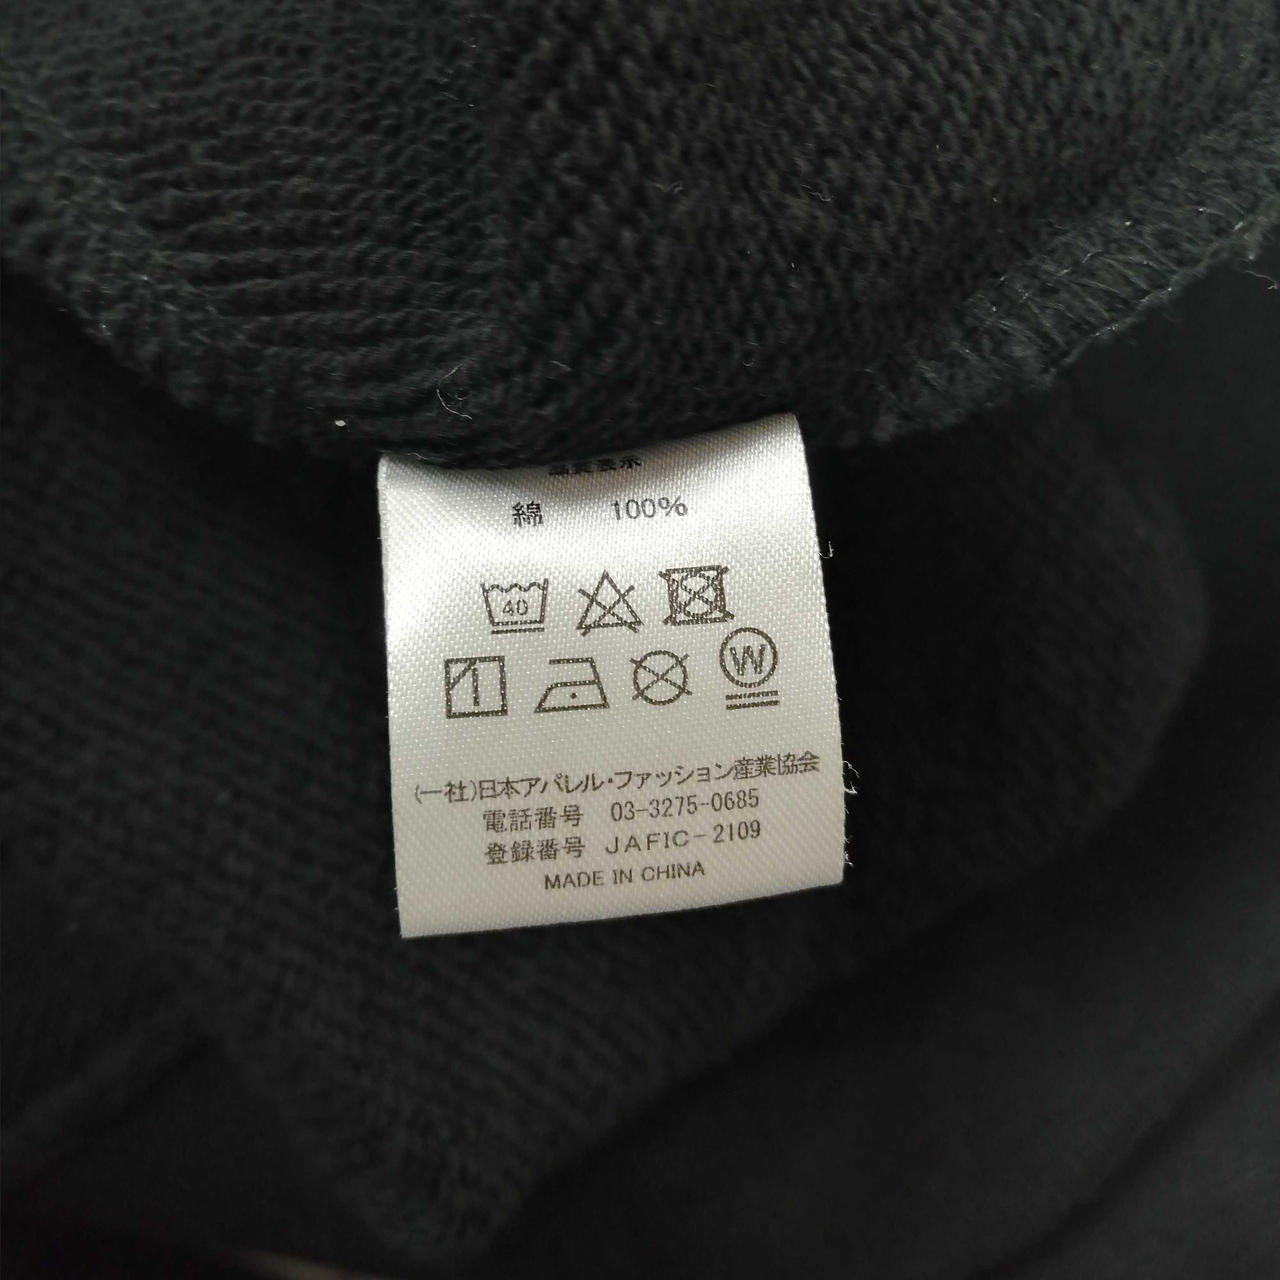 品質表示
綿 100%
40
W
(一社)日本アパレル・ファッション産業協会
電話番号 03-3275-0685
登録番号 JAFIC-2109
MADE IN CHINA